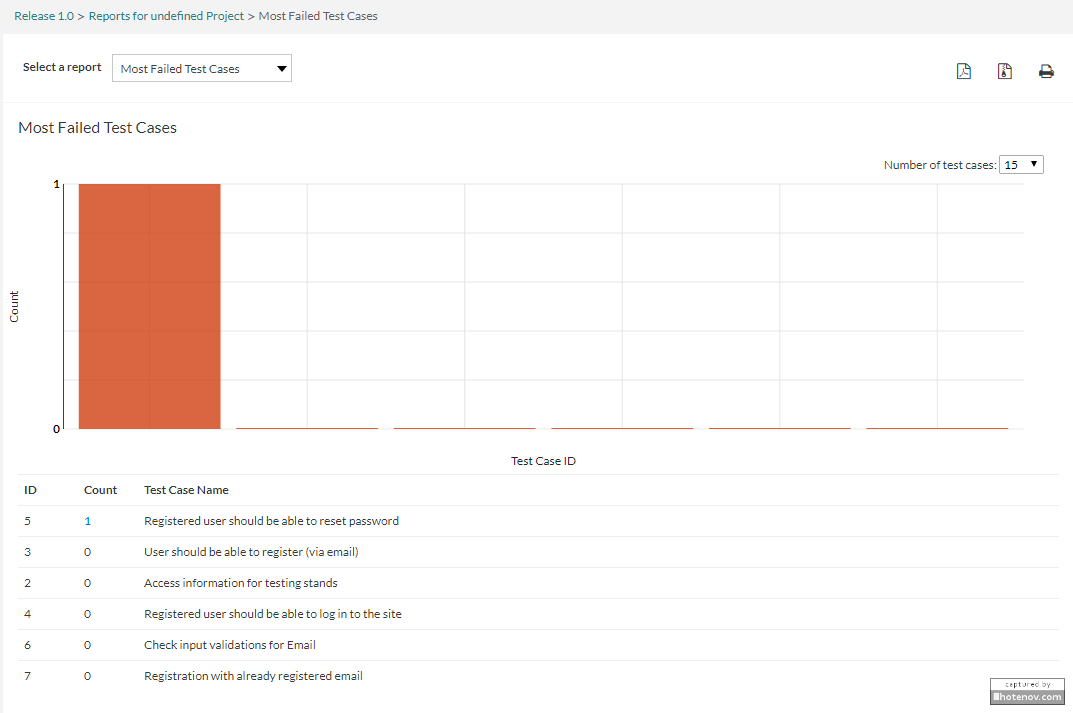 Release 1.0 > Reports for undefined Project > Most Failed Test Cases
Select a report Most Failed Test Cases
Most Failed Test Cases
Number of test cases: 15
1
Count
0
Test Case ID
ID Count Test Case Name
5 1 Registered user should be able to reset password
3 0 User should be able to register (via email)
2 0 Access information for testing stands
4 0 Registered user should be able to log in to the site
6 0 Check input validations for Email
7 0 Registration with already registered email
captured by
hotenov.com